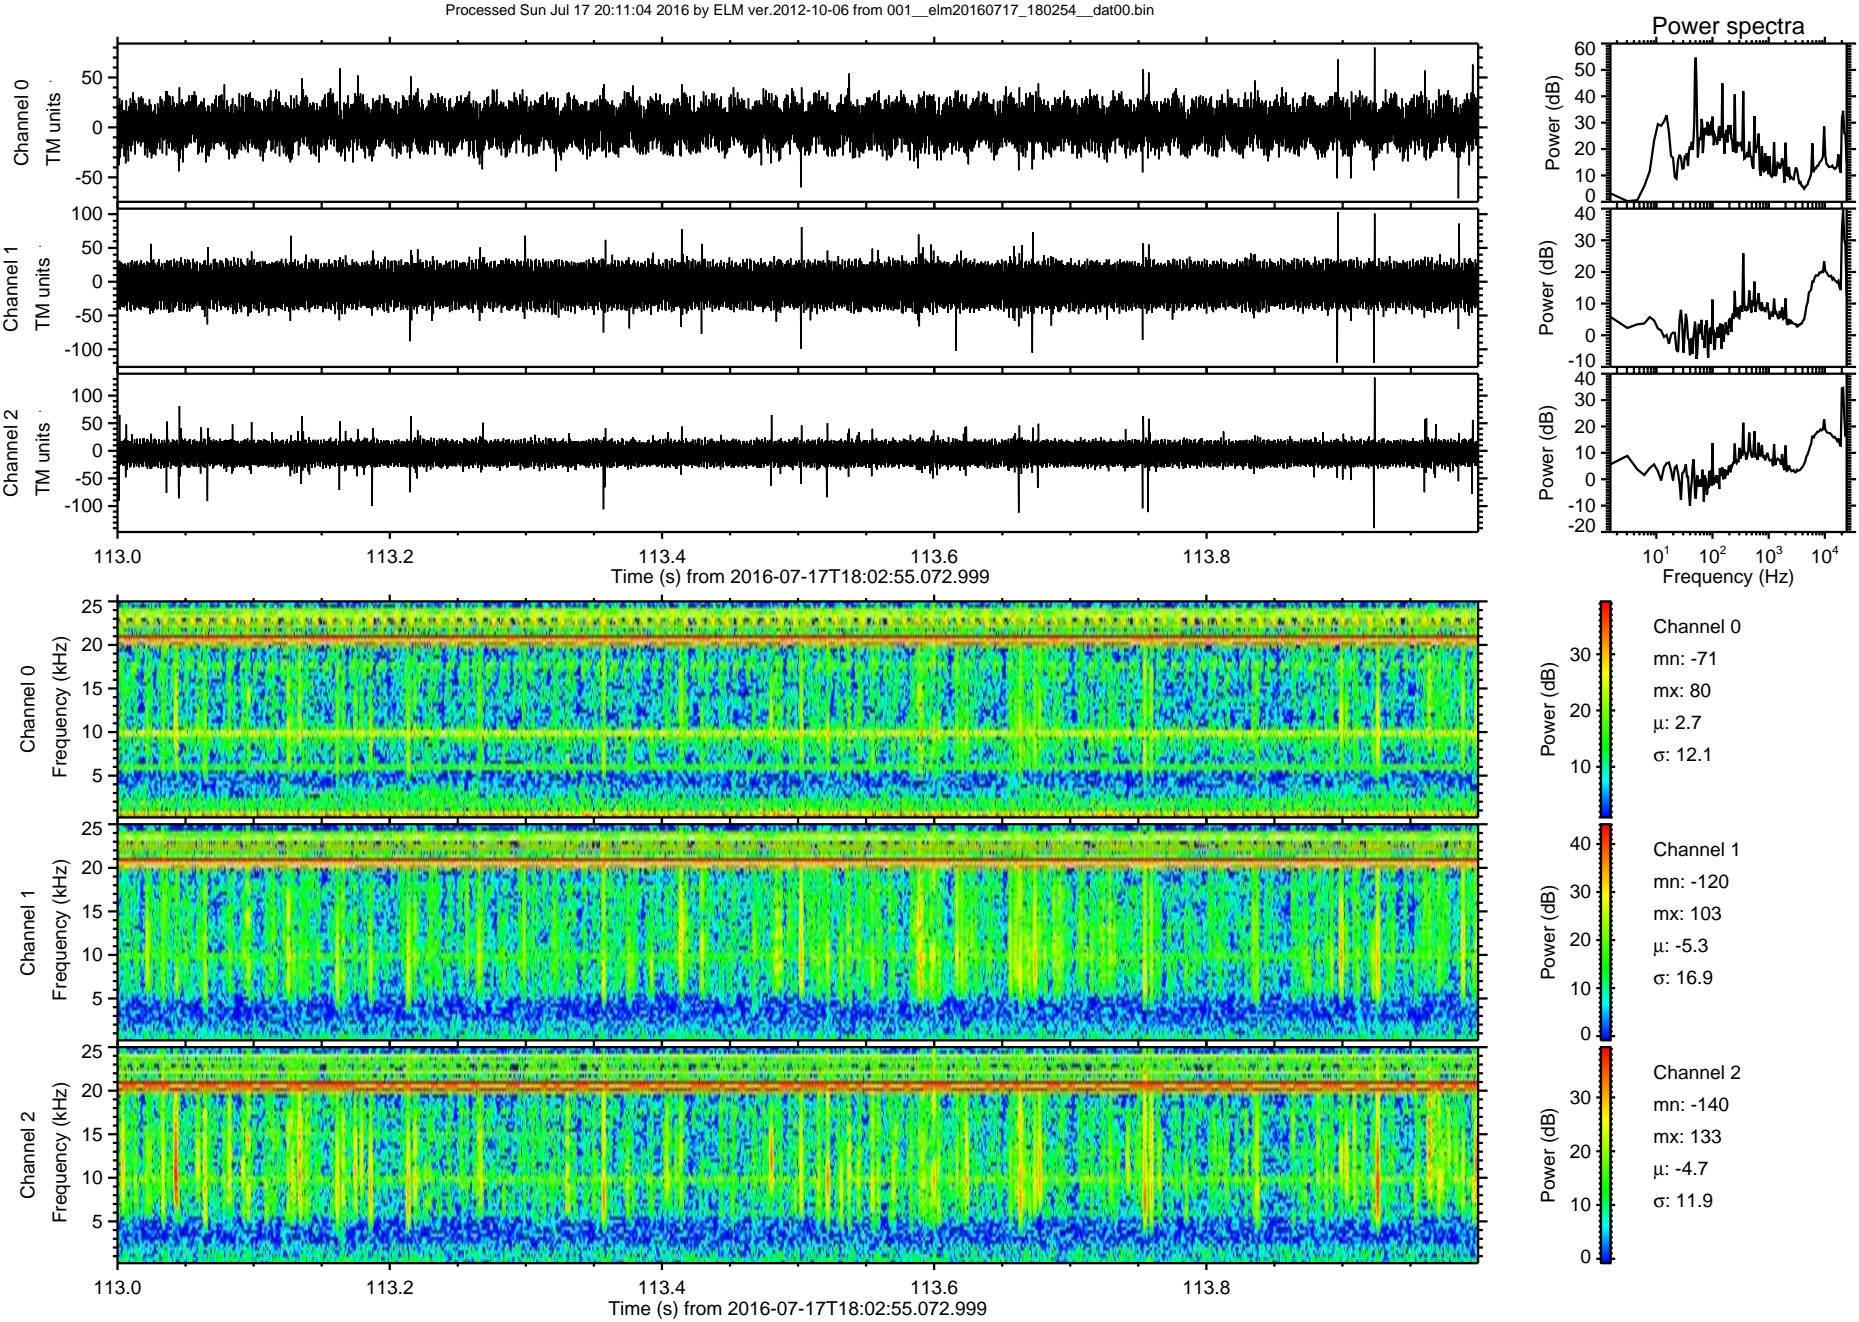 Processed Sun Jul 17 20:11:04 2016 by ELM ver.2012-10-06 from 001__elm20160717_180254__dat00.bin
Power spectra
Channel 0
TM units
50
0
-50
Power (dB)
60
50
40
30
20
10
0
Channel 1
TM units
100
50
0
-50
-100
Power (dB)
40
30
20
10
0
-10
Channel 2
TM units
100
50
0
-50
-100
Power (dB)
40
30
20
10
0
-10
-20
113.0 113.2 113.4 113.6 113.8
Time (s) from 2016-07-17T18:02:55.072.999
10^1 10^2 10^3 10^4
Frequency (Hz)
Channel 0
Frequency (kHz)
25
20
15
10
5
Power (dB)
30
20
10
Channel 0
mn: -71
mx: 80
µ: 2.7
σ: 12.1
Channel 1
Frequency (kHz)
25
20
15
10
5
Power (dB)
40
30
20
10
0
Channel 1
mn: -120
mx: 103
µ: -5.3
σ: 16.9
Channel 2
Frequency (kHz)
25
20
15
10
5
Power (dB)
30
20
10
0
Channel 2
mn: -140
mx: 133
µ: -4.7
σ: 11.9
113.0 113.2 113.4 113.6 113.8
Time (s) from 2016-07-17T18:02:55.072.999